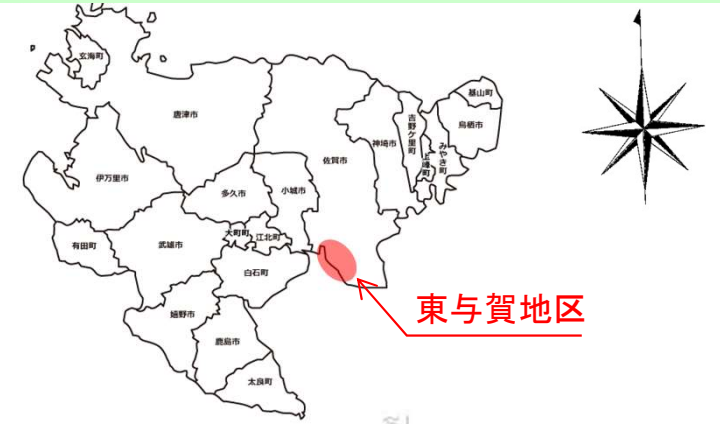 玄海町
唐津市
基山町
鳥栖市
吉野ケ里町
みやき町
上峰町
神埼市
佐賀市
伊万里市
多久市
小城市
大町町
江北町
有田町
武雄市
白石町
嬉野市
鹿島市
太良町
東与賀地区